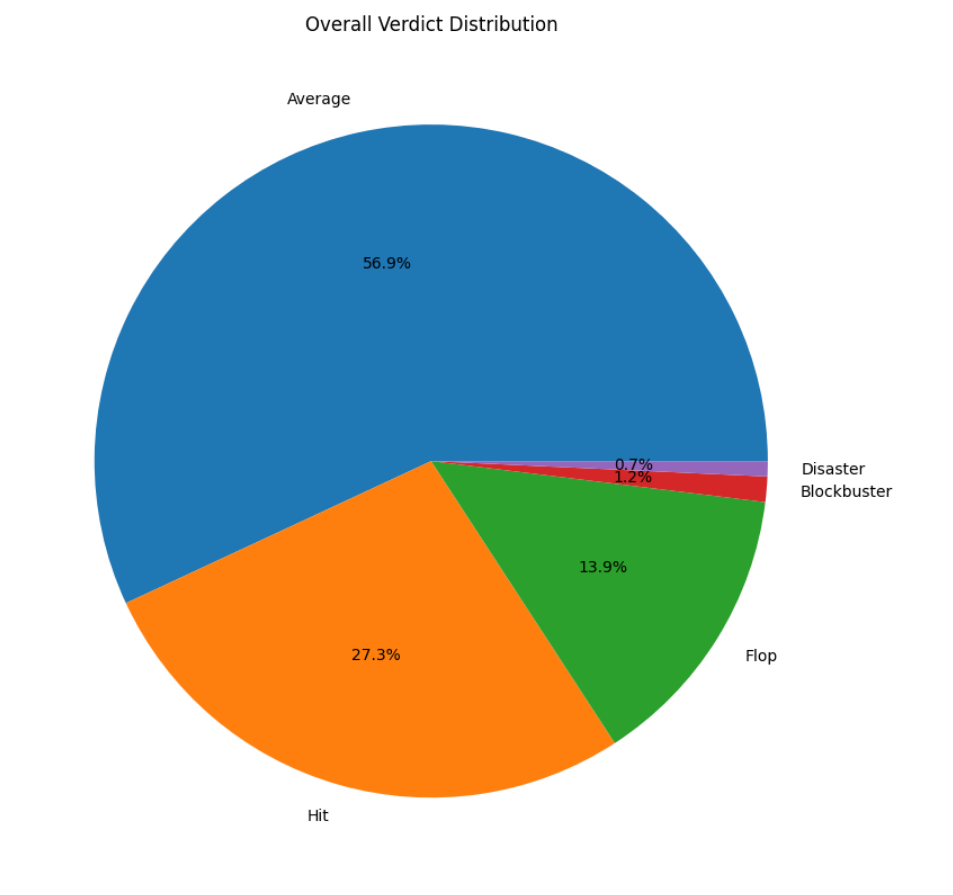 Overall Verdict Distribution
Average
56.9%
0.7%
Disaster
1.2%
Blockbuster
13.9%
27.3%
Flop
Hit